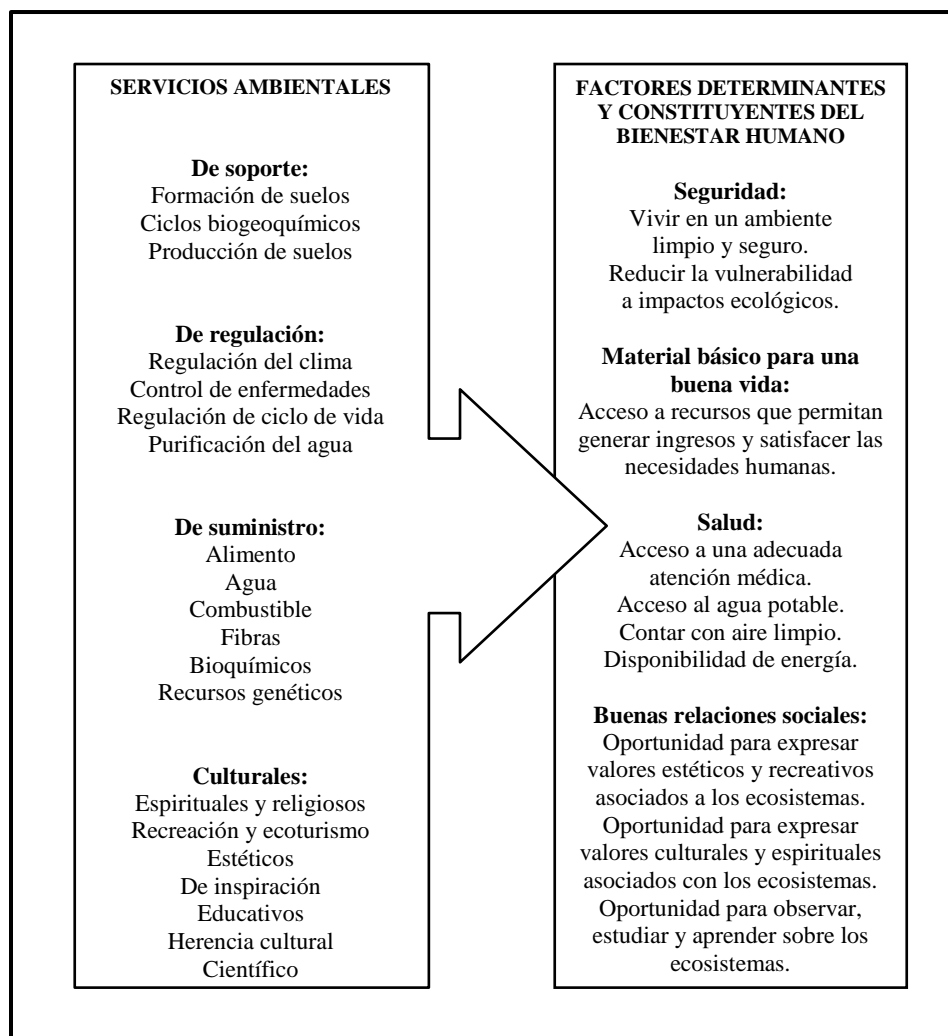 SERVICIOS AMBIENTALES
De soporte:
Formación de suelos
Ciclos biogeoquímicos
Producción de suelos
De regulación:
Regulación del clima
Control de enfermedades
Regulación de ciclo de vida
Purificación del agua
De suministro:
Alimento
Agua
Combustible
Fibras
Bioquímicos
Recursos genéticos
Culturales:
Espirituales y religiosos
Recreación y ecoturismo
Estéticos
De inspiración
Educativos
Herencia cultural
Científico
FACTORES DETERMINANTES
Y CONSTITUYENTES DEL
BIENESTAR HUMANO
Seguridad:
Vivir en un ambiente
limpio y seguro.
Reducir la vulnerabilidad
a impactos ecológicos.
Material básico para una
buena vida:
Acceso a recursos que permitan
generar ingresos y satisfacer las
necesidades humanas.
Salud:
Acceso a una adecuada
atención médica.
Acceso al agua potable.
Contar con aire limpio.
Disponibilidad de energía.
Buenas relaciones sociales:
Oportunidad para expresar
valores estéticos y recreativos
asociados a los ecosistemas.
Oportunidad para expresar
valores culturales y espirituales
asociados con los ecosistemas.
Oportunidad para observar,
estudiar y aprender sobre los
ecosistemas.